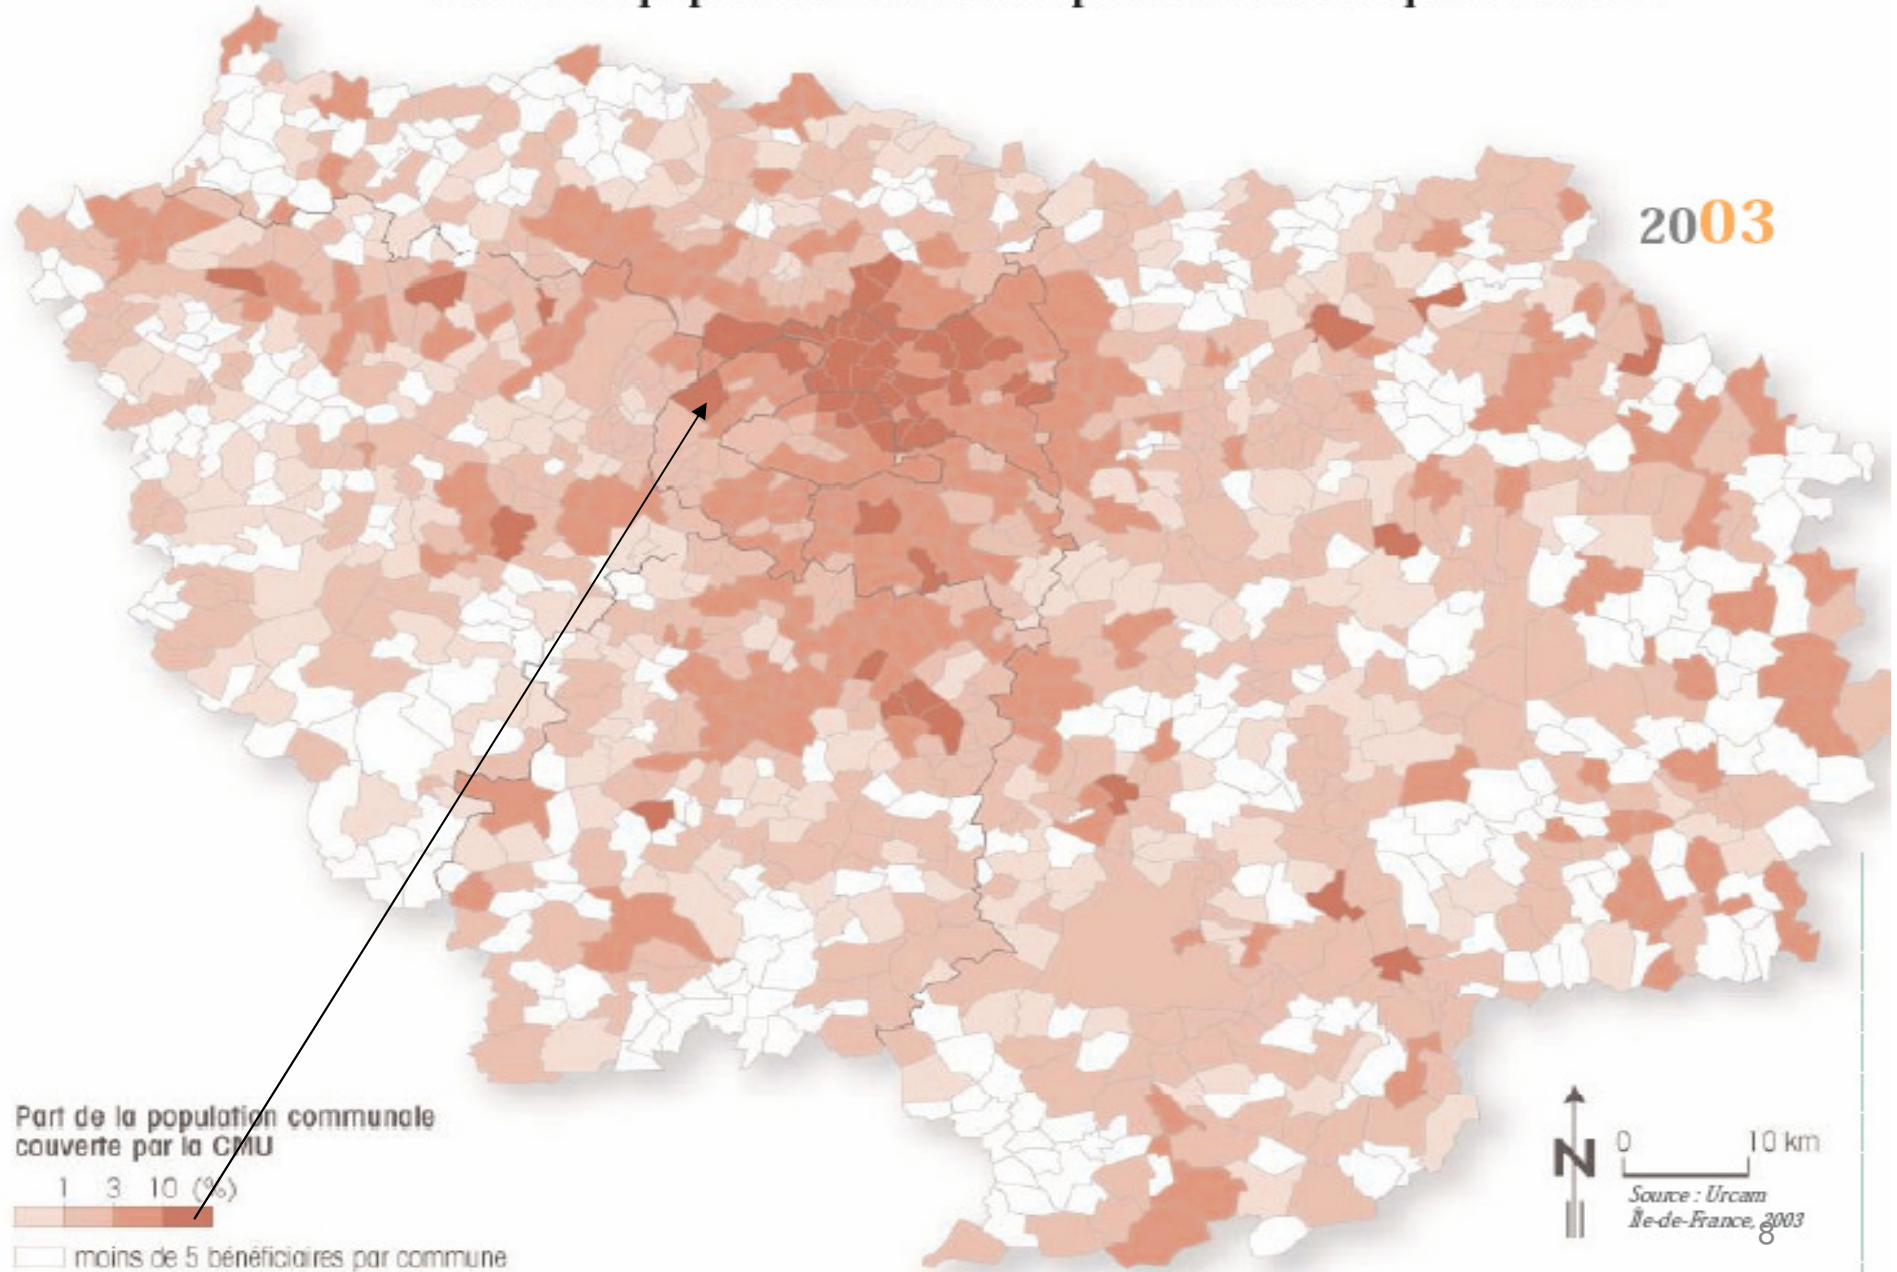 2003
Part de la population communale
couverte par la CMU
1 3 10 (%)
moins de 5 bénéficiaires par commune
N
0 10 km
Source : Urcam
Île-de-France, 2003
8